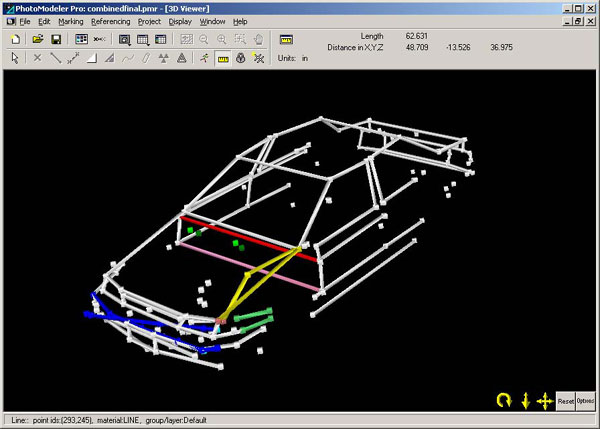 PhotoModeler Pro: combinedfinal.pmr - [3D Viewer]
File Edit Marking Referencing Project Display Window Help
Length 62.631
Distance in X,Y,Z 48.709 -13.526 36.975
Units: in
Reset Options
Line:: point ids:(293,245), material:LINE, group/layer:Default